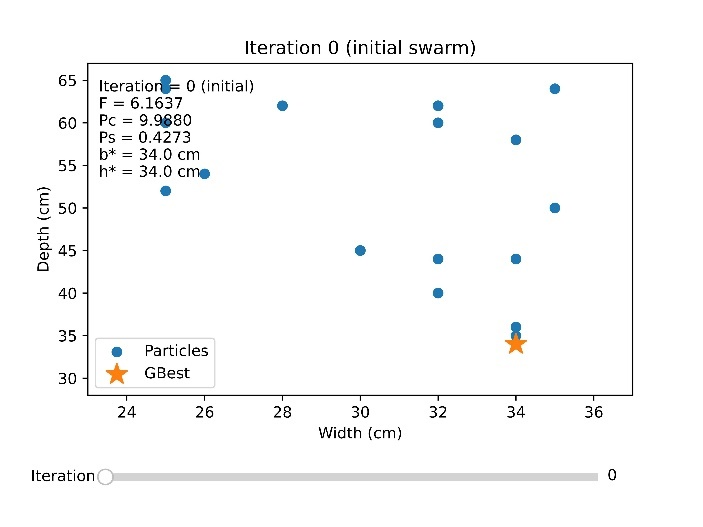 Iteration 0 (initial swarm)
Iteration = 0 (initial)
F = 6.1637
Pc = 9.9880
Ps = 0.4273
b* = 34.0 cm
h* = 34.0 cm
65
60
55
50
45
40
35
30
Depth (cm)
Particles
GBest
24 26 28 30 32 34 36
Width (cm)
Iteration 0